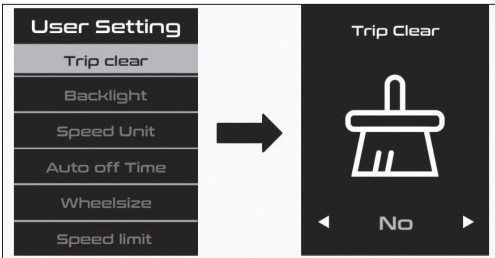 User Setting
Trip clear
Backlight
Speed Unit
Auto off Time
Wheelsize
Speed limit
Trip Clear
No